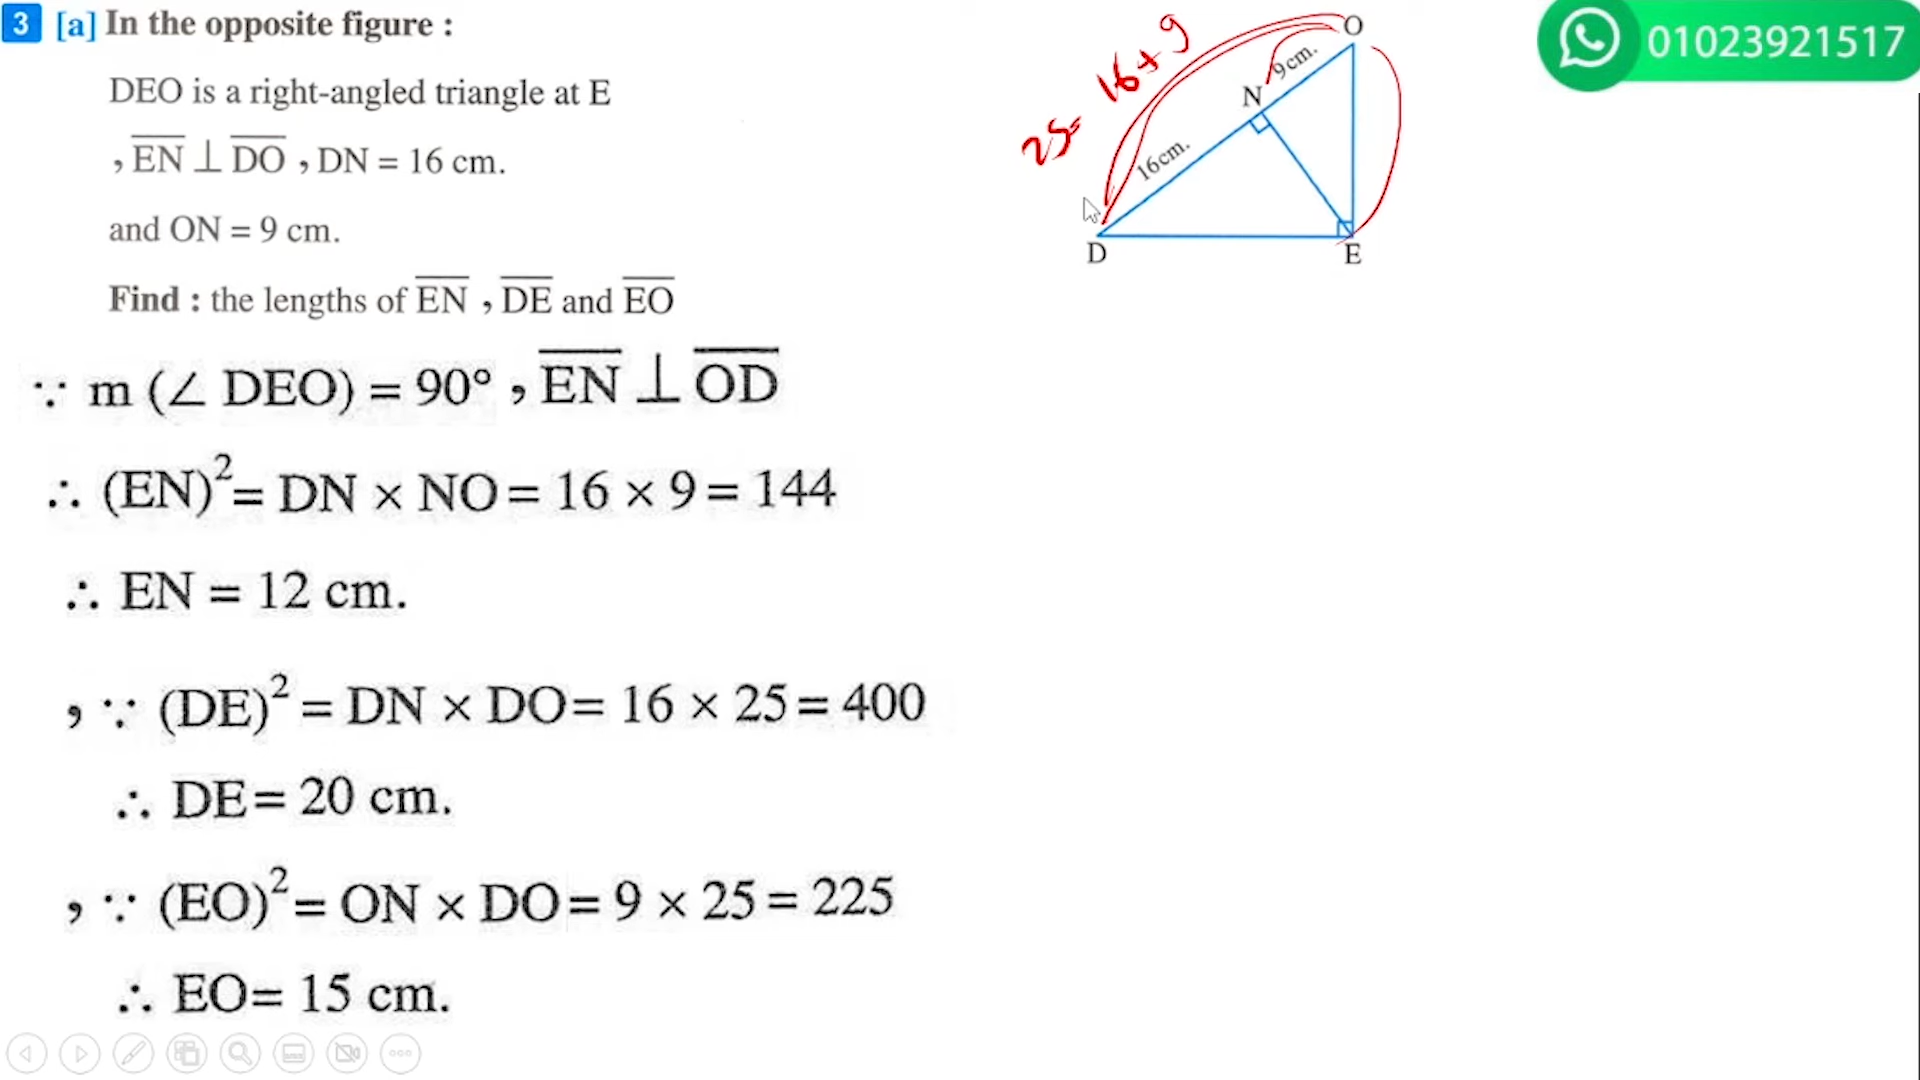 3 [a] In the opposite figure :
DEO is a right-angled triangle at E
, EN ⊥ DO , DN = 16 cm.
and ON = 9 cm.
Find : the lengths of EN , DE and EO
∵ m (∠ DEO) = 90° , EN ⊥ OD
∴ (EN)² = DN × NO = 16 × 9 = 144
∴ EN = 12 cm.
, ∵ (DE)² = DN × DO = 16 × 25 = 400
∴ DE = 20 cm.
, ∵ (EO)² = ON × DO = 9 × 25 = 225
∴ EO = 15 cm.
25 = 16 + 9
O
9 cm.
N
16 cm.
D
E
01023921517